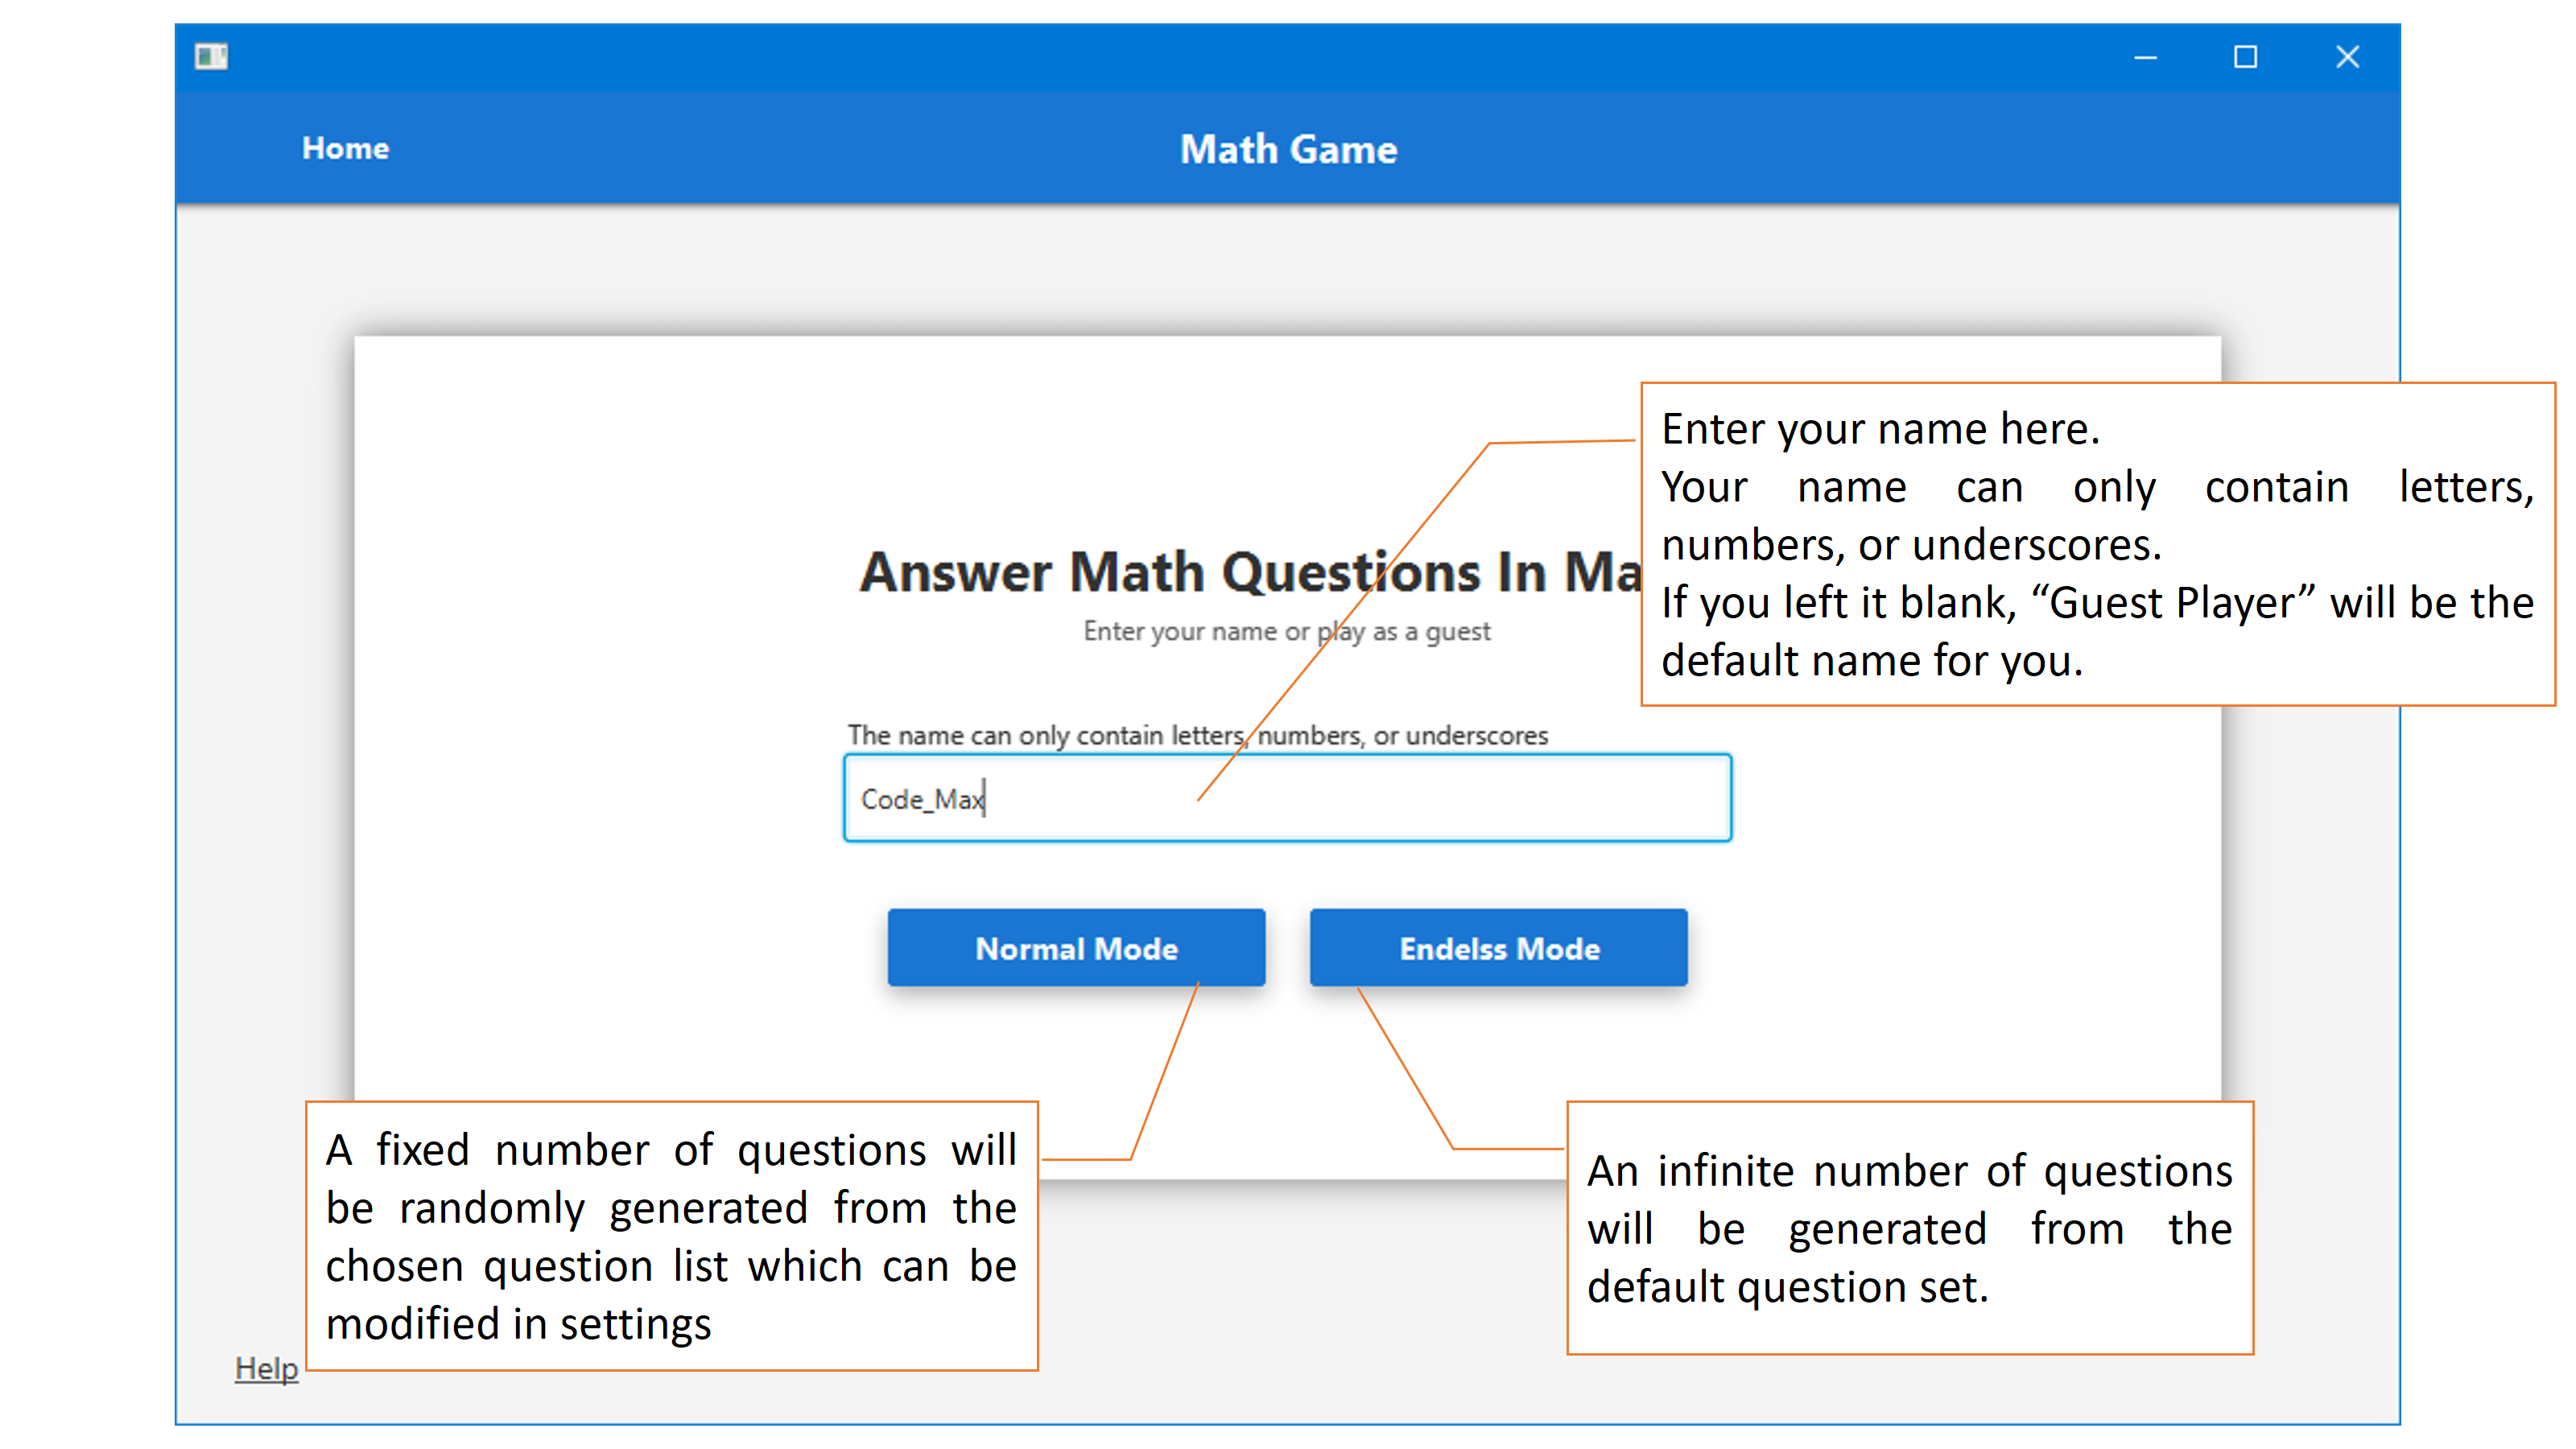 Home
Math Game
Enter your name here.
Your name can only contain letters,
numbers, or underscores.
If you left it blank, “Guest Player” will be the
default name for you.
Answer Math Questions In
Enter your name or play as a guest
The name can only contain letters, numbers, or underscores
Code_Max
Normal Mode
Endelss Mode
A fixed number of questions will
be randomly generated from the
chosen question list which can be
modified in settings
An infinite number of questions
will be generated from the
default question set.
Help